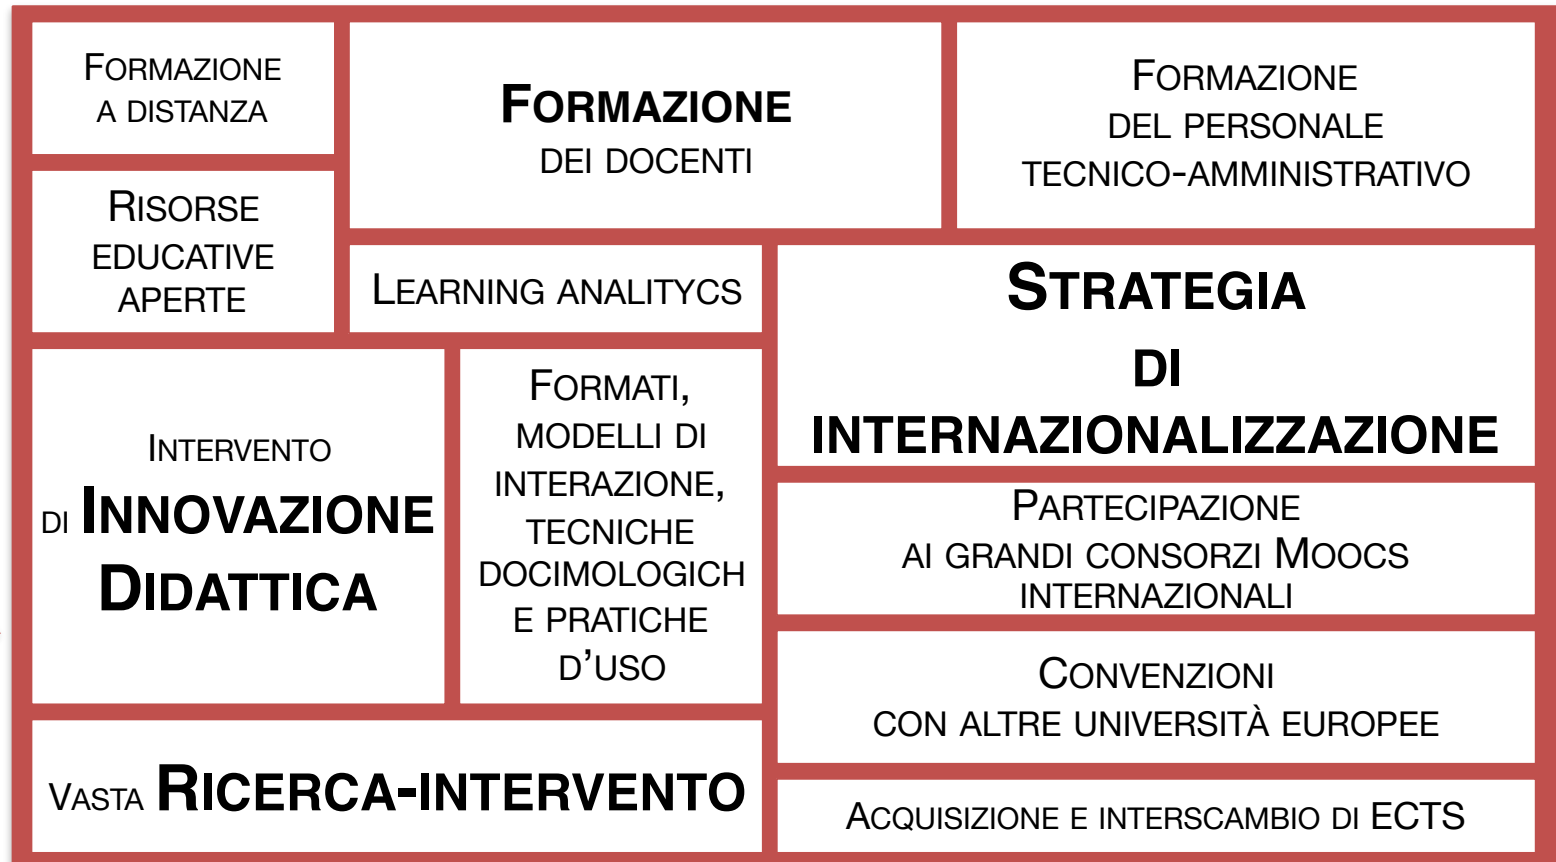 FORMAZIONE
A DISTANZA
FORMAZIONE
DEI DOCENTI
FORMAZIONE
DEL PERSONALE
TECNICO-AMMINISTRATIVO
RISORSE
EDUCATIVE
APERTE
LEARNING ANALITYCS
STRATEGIA
DI
INTERNAZIONALIZZAZIONE
INTERVENTO
DI INNOVAZIONE
DIDATTICA
FORMATI,
MODELLI DI
INTERAZIONE,
TECNICHE
DOCIMOLOGICH
E PRATICHE
D’USO
PARTECIPAZIONE
AI GRANDI CONSORZI MOOCS
INTERNAZIONALI
CONVENZIONI
CON ALTRE UNIVERSITÀ EUROPEE
VASTA RICERCA-INTERVENTO
ACQUISIZIONE E INTERSCAMBIO DI ECTS